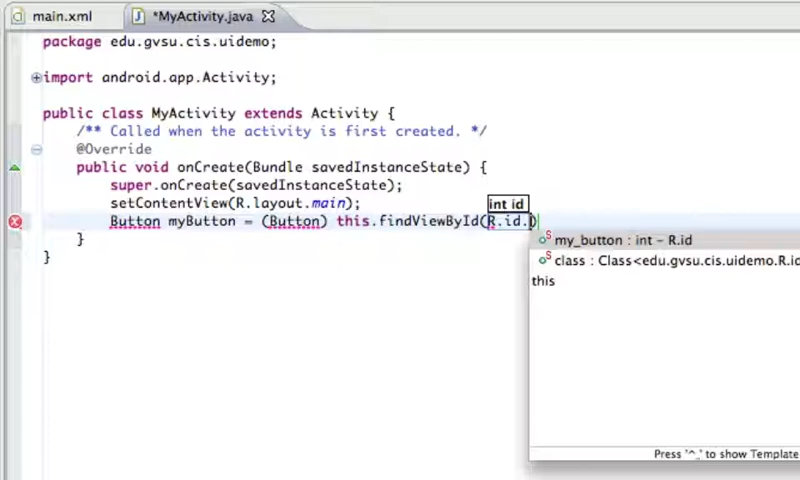 main.xml *MyActivity.java
package edu.gvsu.cis.uidemo;
import android.app.Activity;
public class MyActivity extends Activity {
/** Called when the activity is first created. */
@Override
public void onCreate(Bundle savedInstanceState) {
super.onCreate(savedInstanceState);
setContentView(R.layout.main);
int id
Button myButton = (Button) this.findViewById(R.id.)
}
}
my_button : int - R.id
class : Class<edu.gvsu.cis.uidemo.R.id
this
Press '^_' to show Template